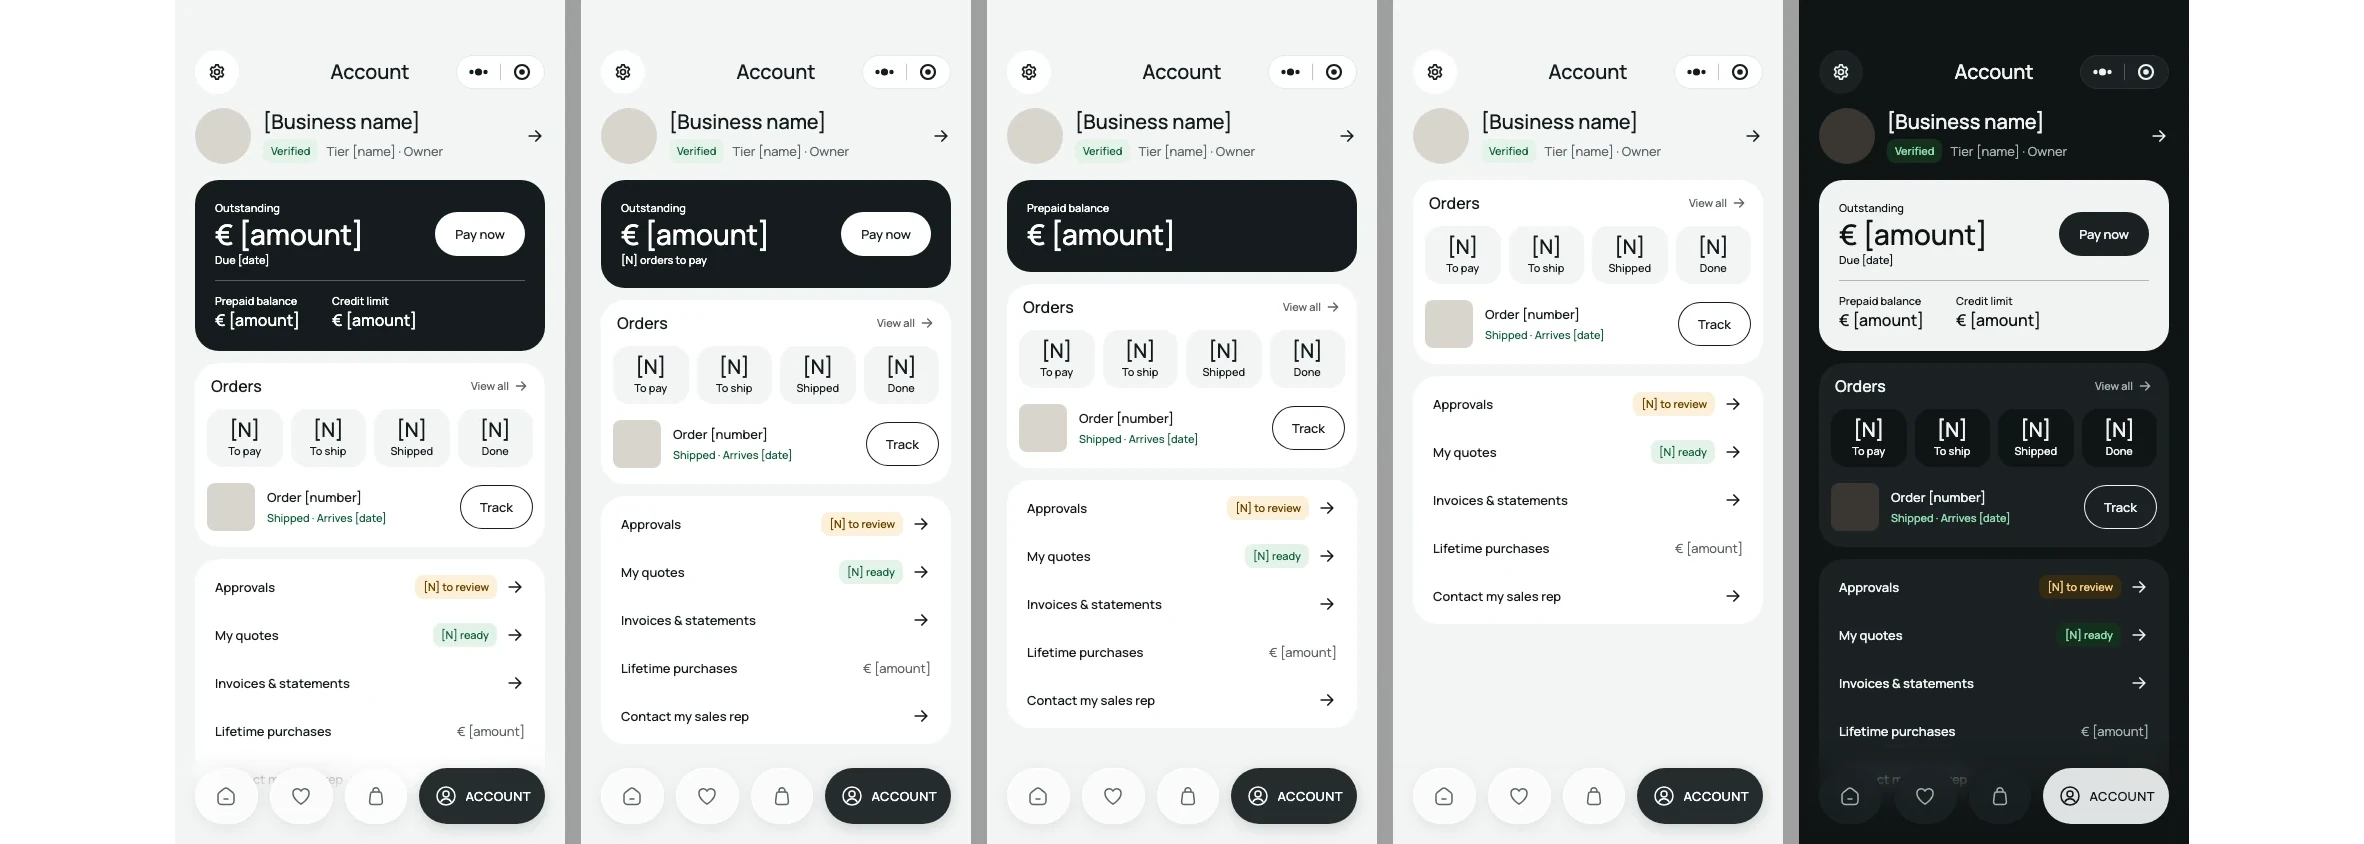 Account
[Business name]
Verified Tier [name] · Owner
Outstanding
€ [amount]
Due [date]
Pay now
Prepaid balance Credit limit
€ [amount] € [amount]
Orders View all
[N] [N] [N] [N]
To pay To ship Shipped Done
Order [number]
Shipped · Arrives [date]
Track
Approvals [N] to review
My quotes [N] ready
Invoices & statements
Lifetime purchases € [amount]
ACCOUNT
Account
[Business name]
Verified Tier [name] · Owner
Outstanding
€ [amount]
[N] orders to pay
Pay now
Orders View all
[N] [N] [N] [N]
To pay To ship Shipped Done
Order [number]
Shipped · Arrives [date]
Track
Approvals [N] to review
My quotes [N] ready
Invoices & statements
Lifetime purchases € [amount]
Contact my sales rep
ACCOUNT
Account
[Business name]
Verified Tier [name] · Owner
Prepaid balance
€ [amount]
Orders View all
[N] [N] [N] [N]
To pay To ship Shipped Done
Order [number]
Shipped · Arrives [date]
Track
Approvals [N] to review
My quotes [N] ready
Invoices & statements
Lifetime purchases € [amount]
Contact my sales rep
ACCOUNT
Account
[Business name]
Verified Tier [name] · Owner
Orders View all
[N] [N] [N] [N]
To pay To ship Shipped Done
Order [number]
Shipped · Arrives [date]
Track
Approvals [N] to review
My quotes [N] ready
Invoices & statements
Lifetime purchases € [amount]
Contact my sales rep
ACCOUNT
Account
[Business name]
Verified Tier [name] · Owner
Outstanding
€ [amount]
Due [date]
Pay now
Prepaid balance Credit limit
€ [amount] € [amount]
Orders View all
[N] [N] [N] [N]
To pay To ship Shipped Done
Order [number]
Shipped · Arrives [date]
Track
Approvals [N] to review
My quotes [N] ready
Invoices & statements
Lifetime purchases € [amount]
ACCOUNT